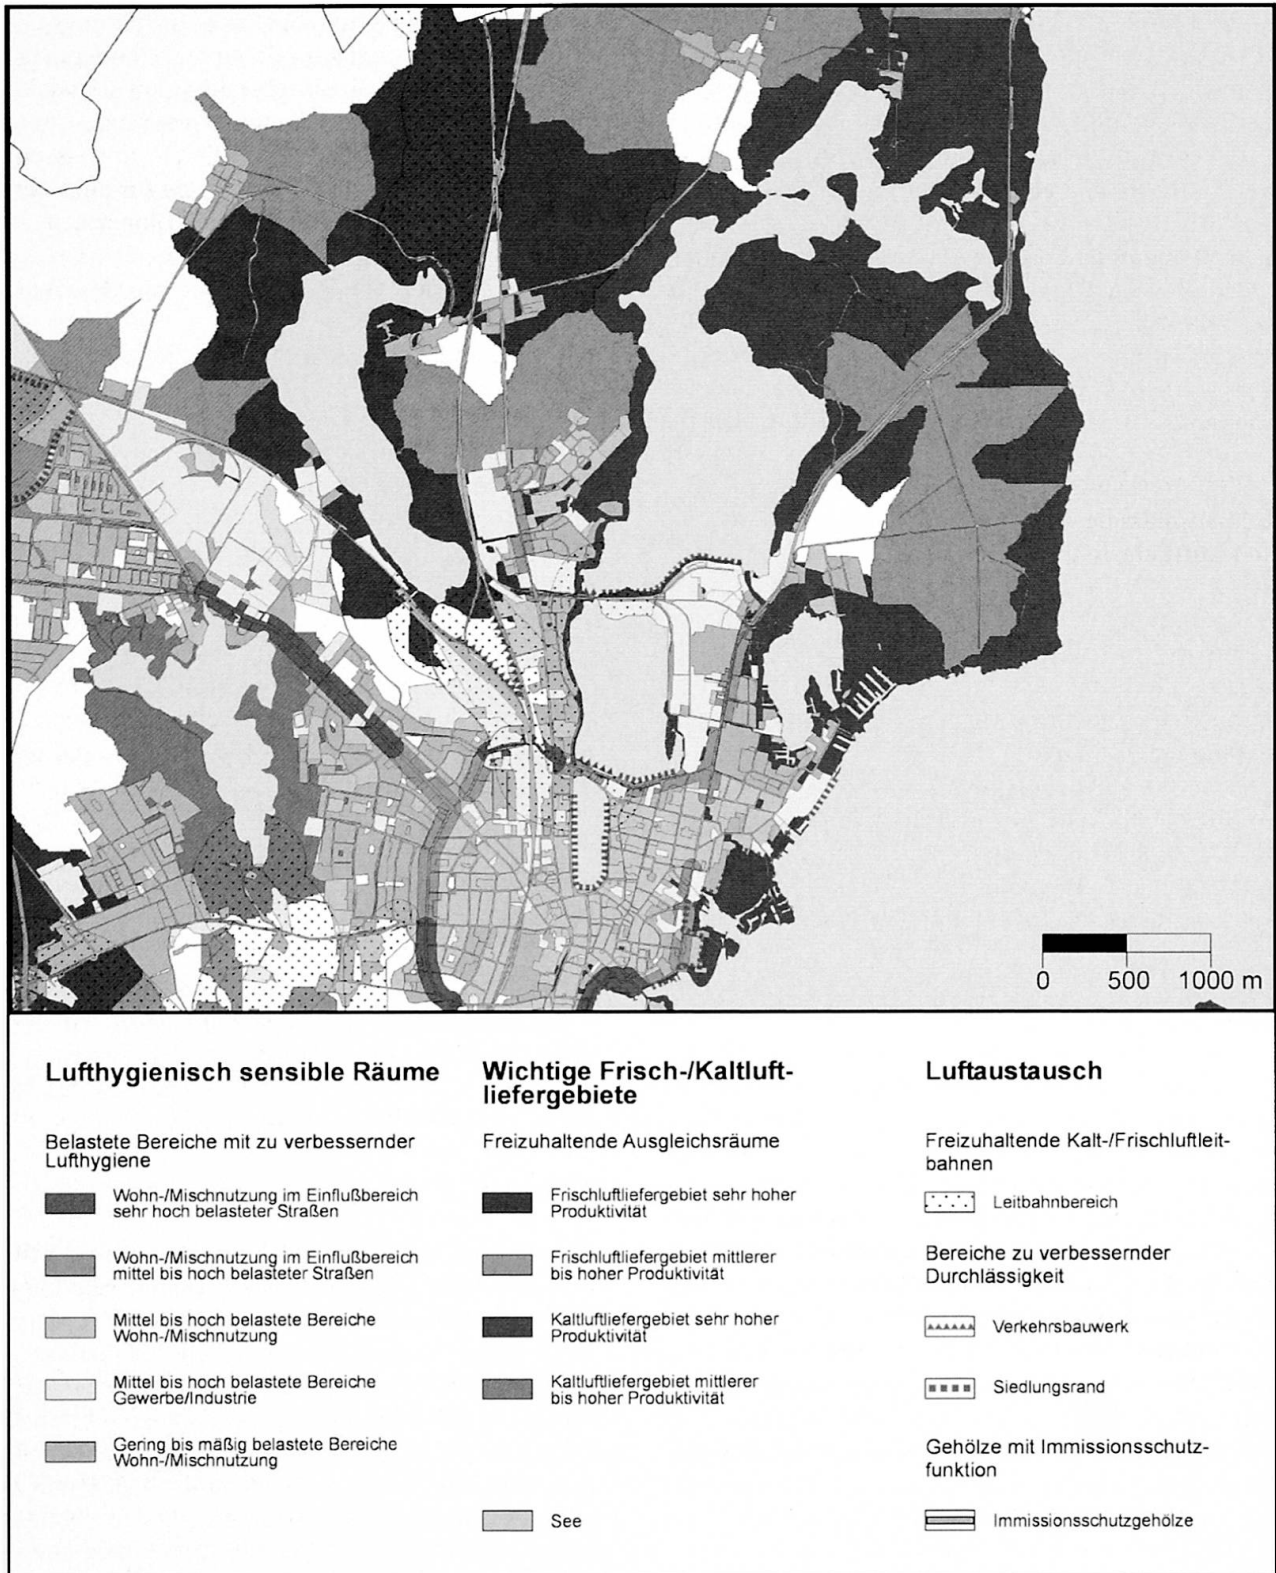 0 500 1000 m
Lufthygienisch sensible Räume
Belastete Bereiche mit zu verbessernder
Lufthygiene
Wohn-/Mischnutzung im Einflußbereich
sehr hoch belasteter Straßen
Wohn-/Mischnutzung im Einflußbereich
mittel bis hoch belasteter Straßen
Mittel bis hoch belastete Bereiche
Wohn-/Mischnutzung
Mittel bis hoch belastete Bereiche
Gewerbe/Industrie
Gering bis mäßig belastete Bereiche
Wohn-/Mischnutzung
Wichtige Frisch-/Kaltluft-
liefergebiete
Freizuhaltende Ausgleichsräume
Frischluftliefergebiet sehr hoher
Produktivität
Frischluftliefergebiet mittlerer
bis hoher Produktivität
Kaltluftliefergebiet sehr hoher
Produktivität
Kaltluftliefergebiet mittlerer
bis hoher Produktivität
See
Luftaustausch
Freizuhaltende Kalt-/Frischluftleit-
bahnen
Leitbahnbereich
Bereiche zu verbessernder
Durchlässigkeit
Verkehrsbauwerk
Siedlungsrand
Gehölze mit Immissionsschutz-
funktion
Immissionsschutzgehölze